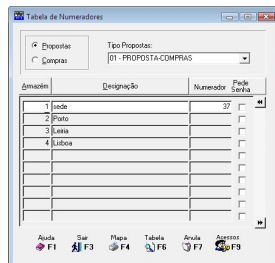 Tabela de Numeradores
Propostas
Compras
Tipo Propostas:
01 - PROPOSTA-COMPRAS
Armazém Designação Numerador Pede Senha
1 sede 37
2 Porto
3 Leiria
4 Lisboa
Ajuda Sair Mapa Tabela Anula Acessos
F1 F3 F4 F6 F7 F9